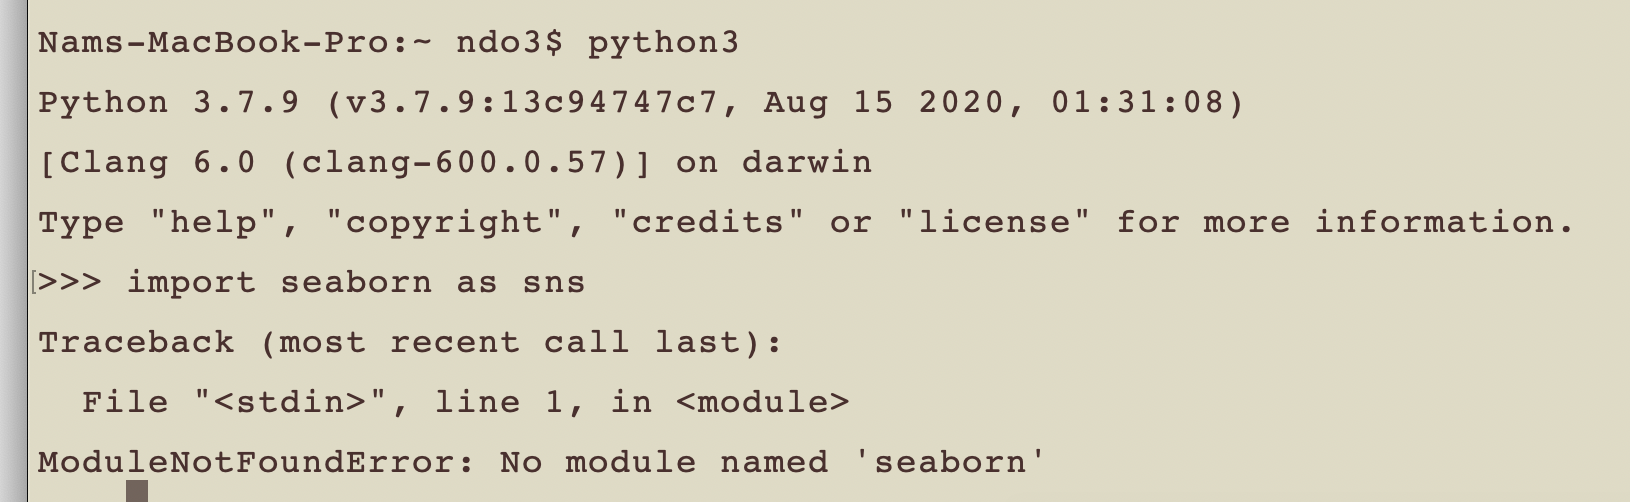 Nams-MacBook-Pro:~ ndo3$ python3
Python 3.7.9 (v3.7.9:13c94747c7, Aug 15 2020, 01:31:08)
[Clang 6.0 (clang-600.0.57)] on darwin
Type "help", "copyright", "credits" or "license" for more information.
[>>> import seaborn as sns
Traceback (most recent call last):
  File "<stdin>", line 1, in <module>
ModuleNotFoundError: No module named 'seaborn'